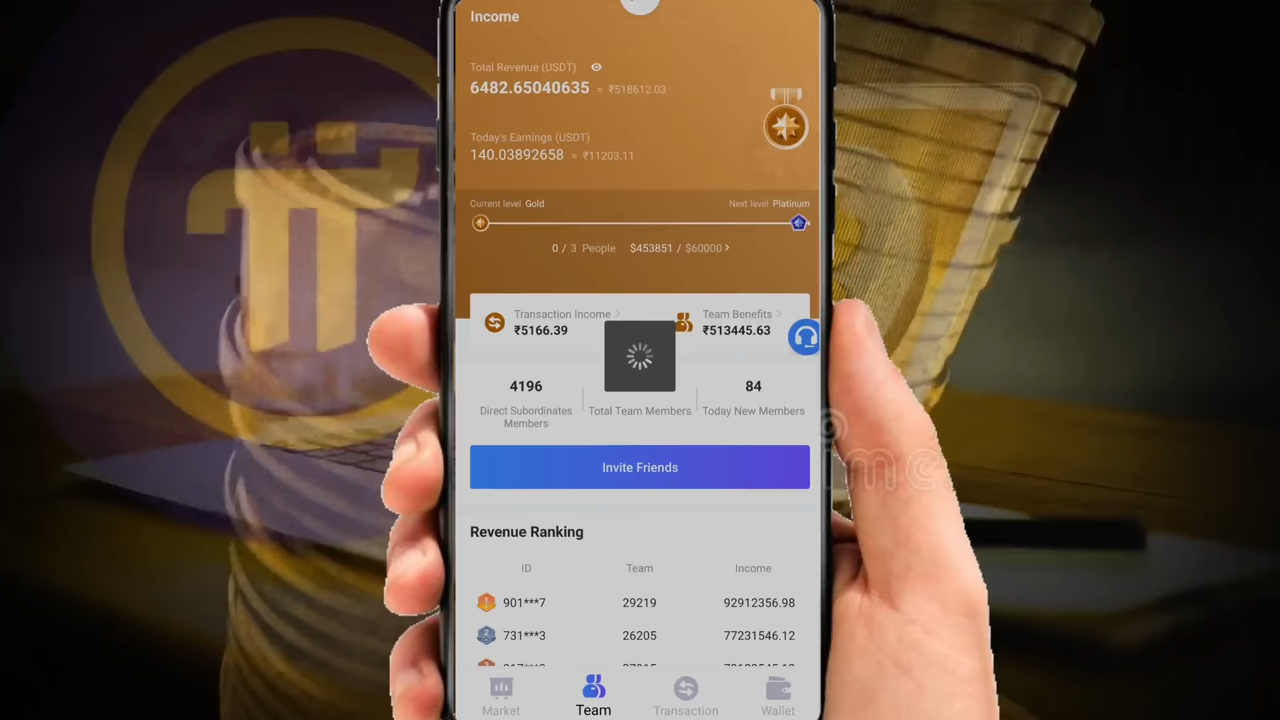 Income
Total Revenue (USDT)
6482.65040635 ≈ ₹518612.03
Today's Earnings (USDT)
140.03892658 ≈ ₹11203.11
Current level Gold
Next level Platinum
0 / 3 People $453851 / $60000 >
Transaction Income >
₹5166.39
Team Benefits >
₹513445.63
4196
84
Direct Subordinates
Members
Total Team Members
Today New Members
Invite Friends
Revenue Ranking
ID Team Income
1 901***7 29219 92912356.98
2 731***3 26205 77231546.12
Market
Team
Transaction
Wallet